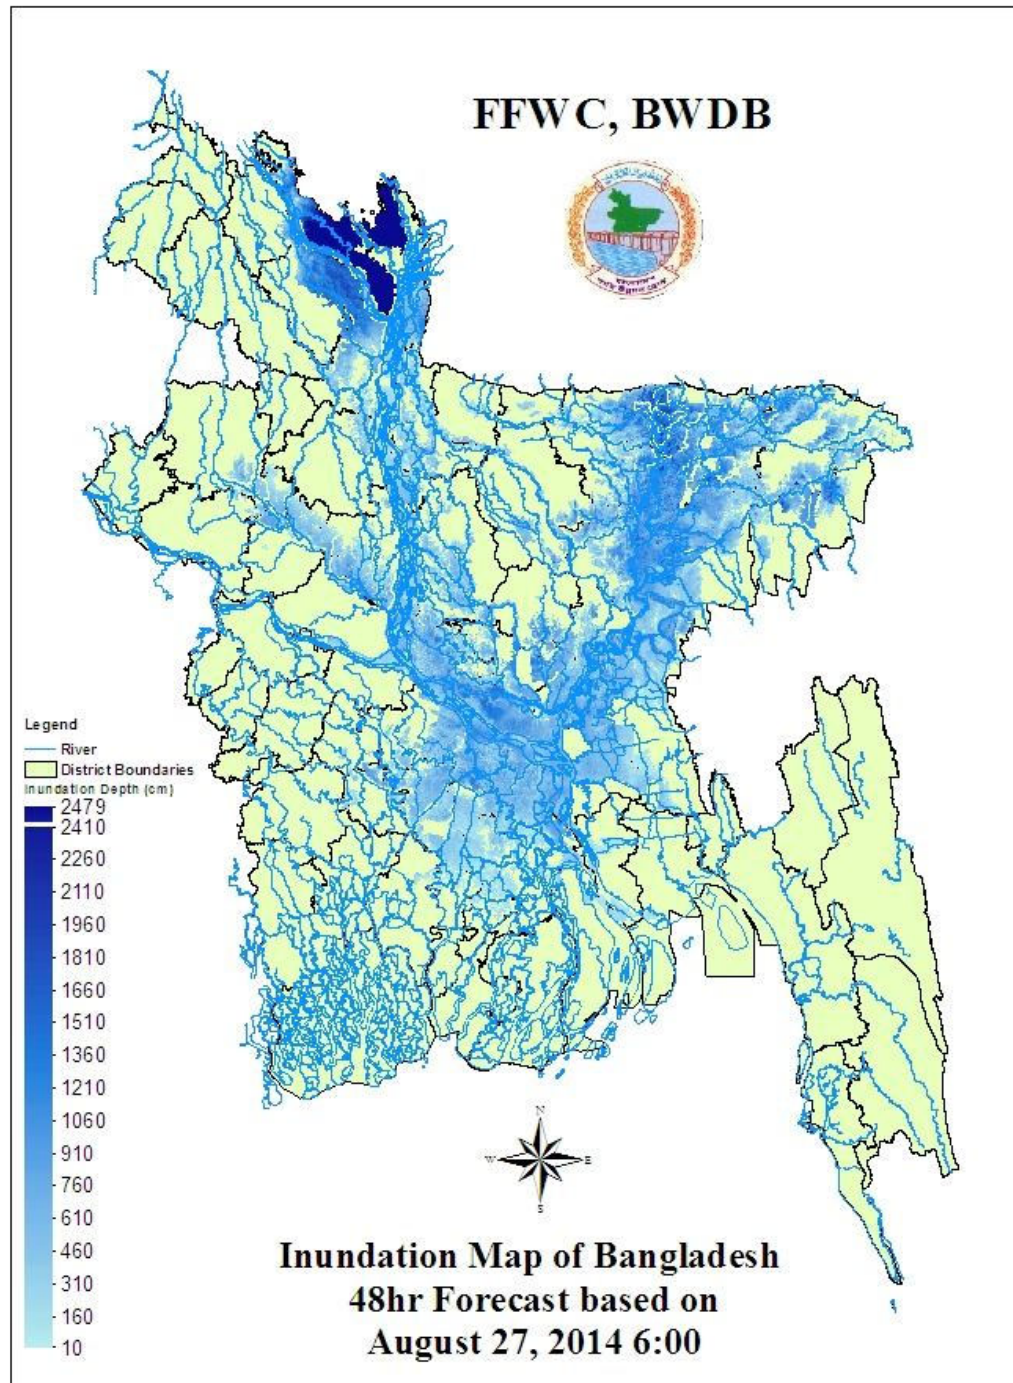 FFWC, BWDB
Legend
River
District Boundaries
Inundation Depth (cm)
2479
2410
2260
2110
1960
1810
1660
1510
1360
1210
1060
910
760
610
460
310
160
10
N
W E
S
Inundation Map of Bangladesh
48hr Forecast based on
August 27, 2014 6:00